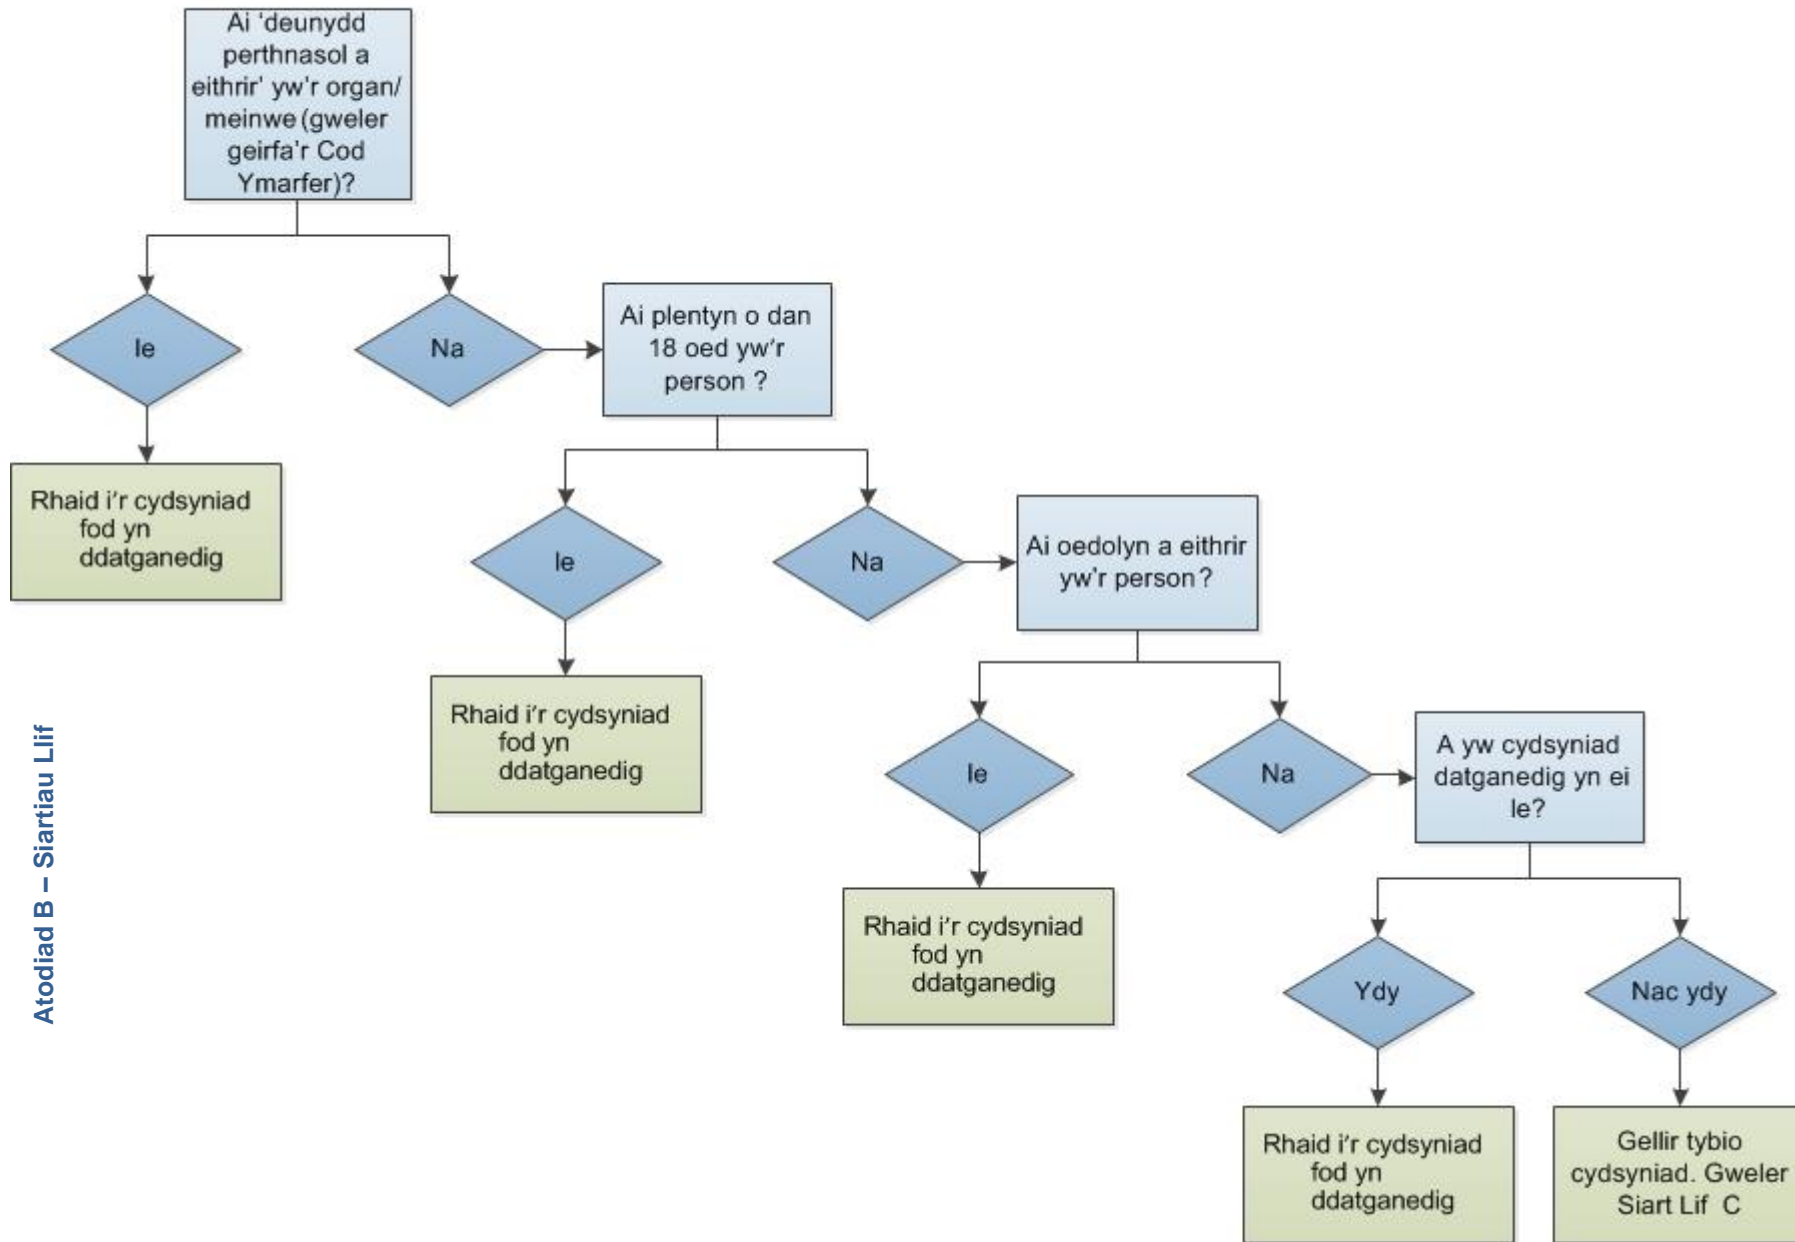 Ai ‘deunydd
perthnasol a
eithrir’ yw’r organ/
meinwe (gweler
geirfa’r Cod
Ymarfer)?
Ie
Na
Ai plentyn o dan
18 oed yw’r
person ?
Rhaid i’r cydsyniad
fod yn
ddatganedig
Ie
Na
Ai oedolyn a eithrir
yw’r person ?
Rhaid i’r cydsyniad
fod yn
ddatganedig
Ie
Na
A yw cydsyniad
datganedig yn ei
le?
Rhaid i’r cydsyniad
fod yn
ddatganedig
Ydy
Nac ydy
Rhaid i’r cydsyniad
fod yn
ddatganedig
Gellir tybio
cydsyniad. Gweler
Siart Lif C
Atodiad B – Siartiau Llif